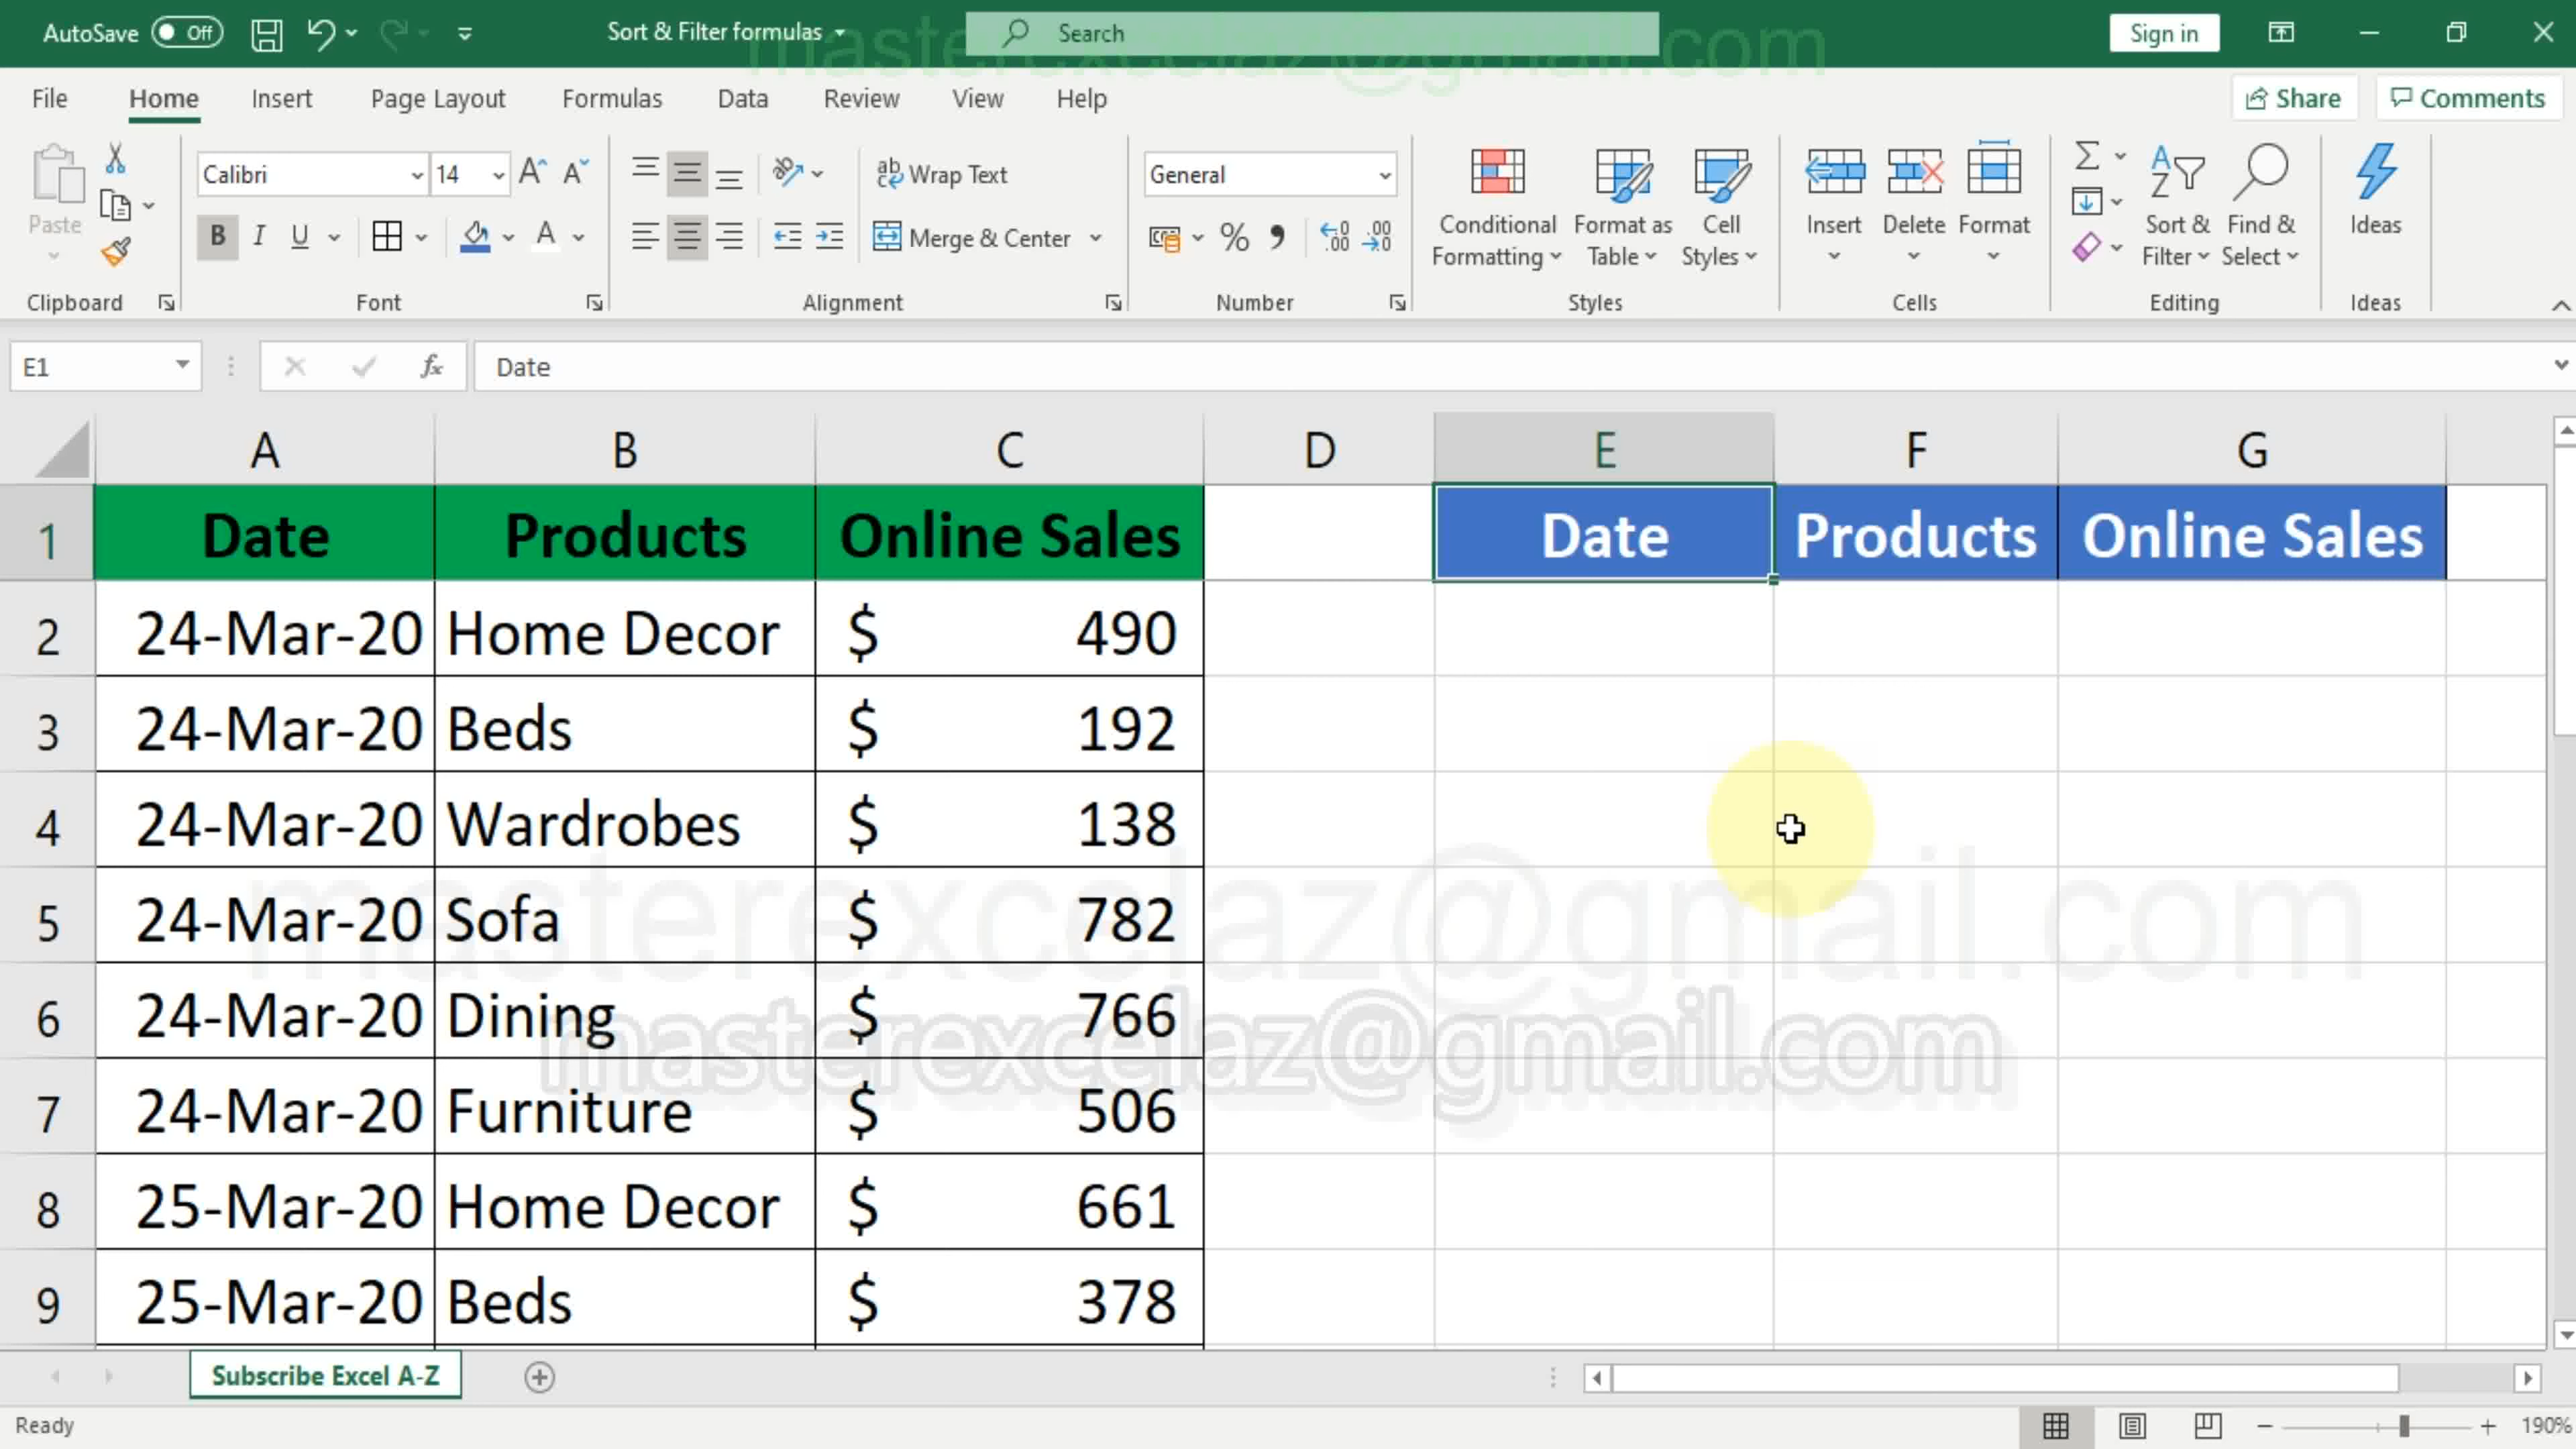 AutoSave Off Sort & Filter formulas Search Sign in
masterexcelaz@gmail.com
File Home Insert Page Layout Formulas Data Review View Help Share Comments
Paste Calibri 14 Wrap Text General Conditional Formatting Format as Table Cell Styles Insert Delete Format Sort & Filter Find & Select Ideas
B I U A Merge & Center % .00 .00
Clipboard Font Alignment Number Styles Cells Editing Ideas
E1 fx Date
A B C D E F G
1 Date Products Online Sales Date Products Online Sales
2 24-Mar-20 Home Decor $ 490
3 24-Mar-20 Beds $ 192
4 24-Mar-20 Wardrobes $ 138
masterexcelaz@gmail.com
5 24-Mar-20 Sofa $ 782
6 24-Mar-20 Dining $ 766
masterexcelaz@gmail.com
7 24-Mar-20 Furniture $ 506
8 25-Mar-20 Home Decor $ 661
9 25-Mar-20 Beds $ 378
Subscribe Excel A-Z
Ready 190%